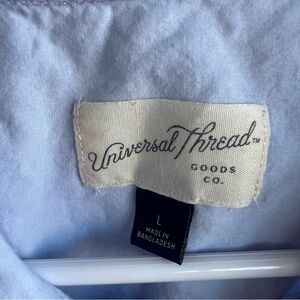 Universal Thread™
GOODS
CO.
L
MADE IN
BANGLADESH